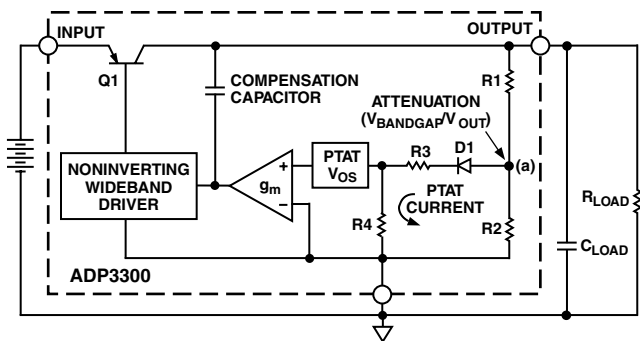 INPUT
OUTPUT
Q1
COMPENSATION
CAPACITOR
R1
ATTENUATION
(VBANDGAP/VOUT)
NONINVERTING
WIDEBAND
DRIVER
+
gm
−
PTAT
VOS
R3
D1
(a)
PTAT
CURRENT
R4
R2
RLOAD
CLOAD
ADP3300